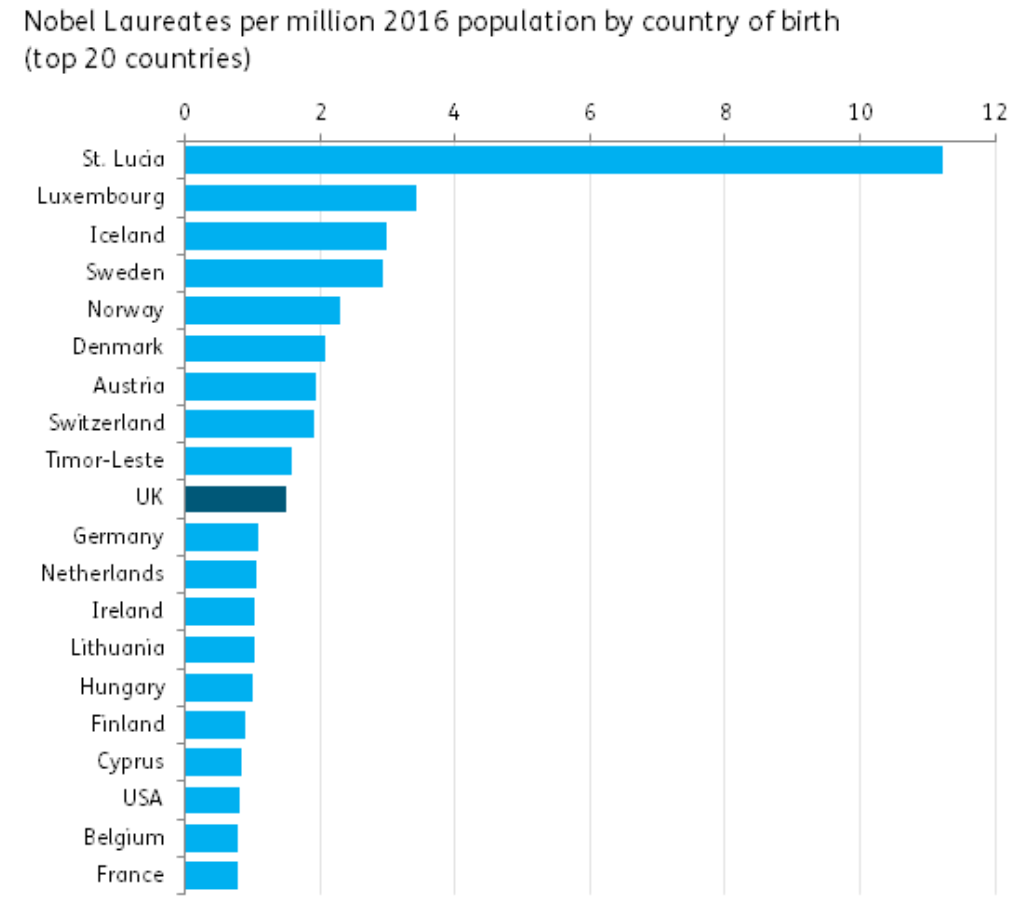 Nobel Laureates per million 2016 population by country of birth
(top 20 countries)
0 2 4 6 8 10 12
St. Lucia
Luxembourg
Iceland
Sweden
Norway
Denmark
Austria
Switzerland
Timor-Leste
UK
Germany
Netherlands
Ireland
Lithuania
Hungary
Finland
Cyprus
USA
Belgium
France